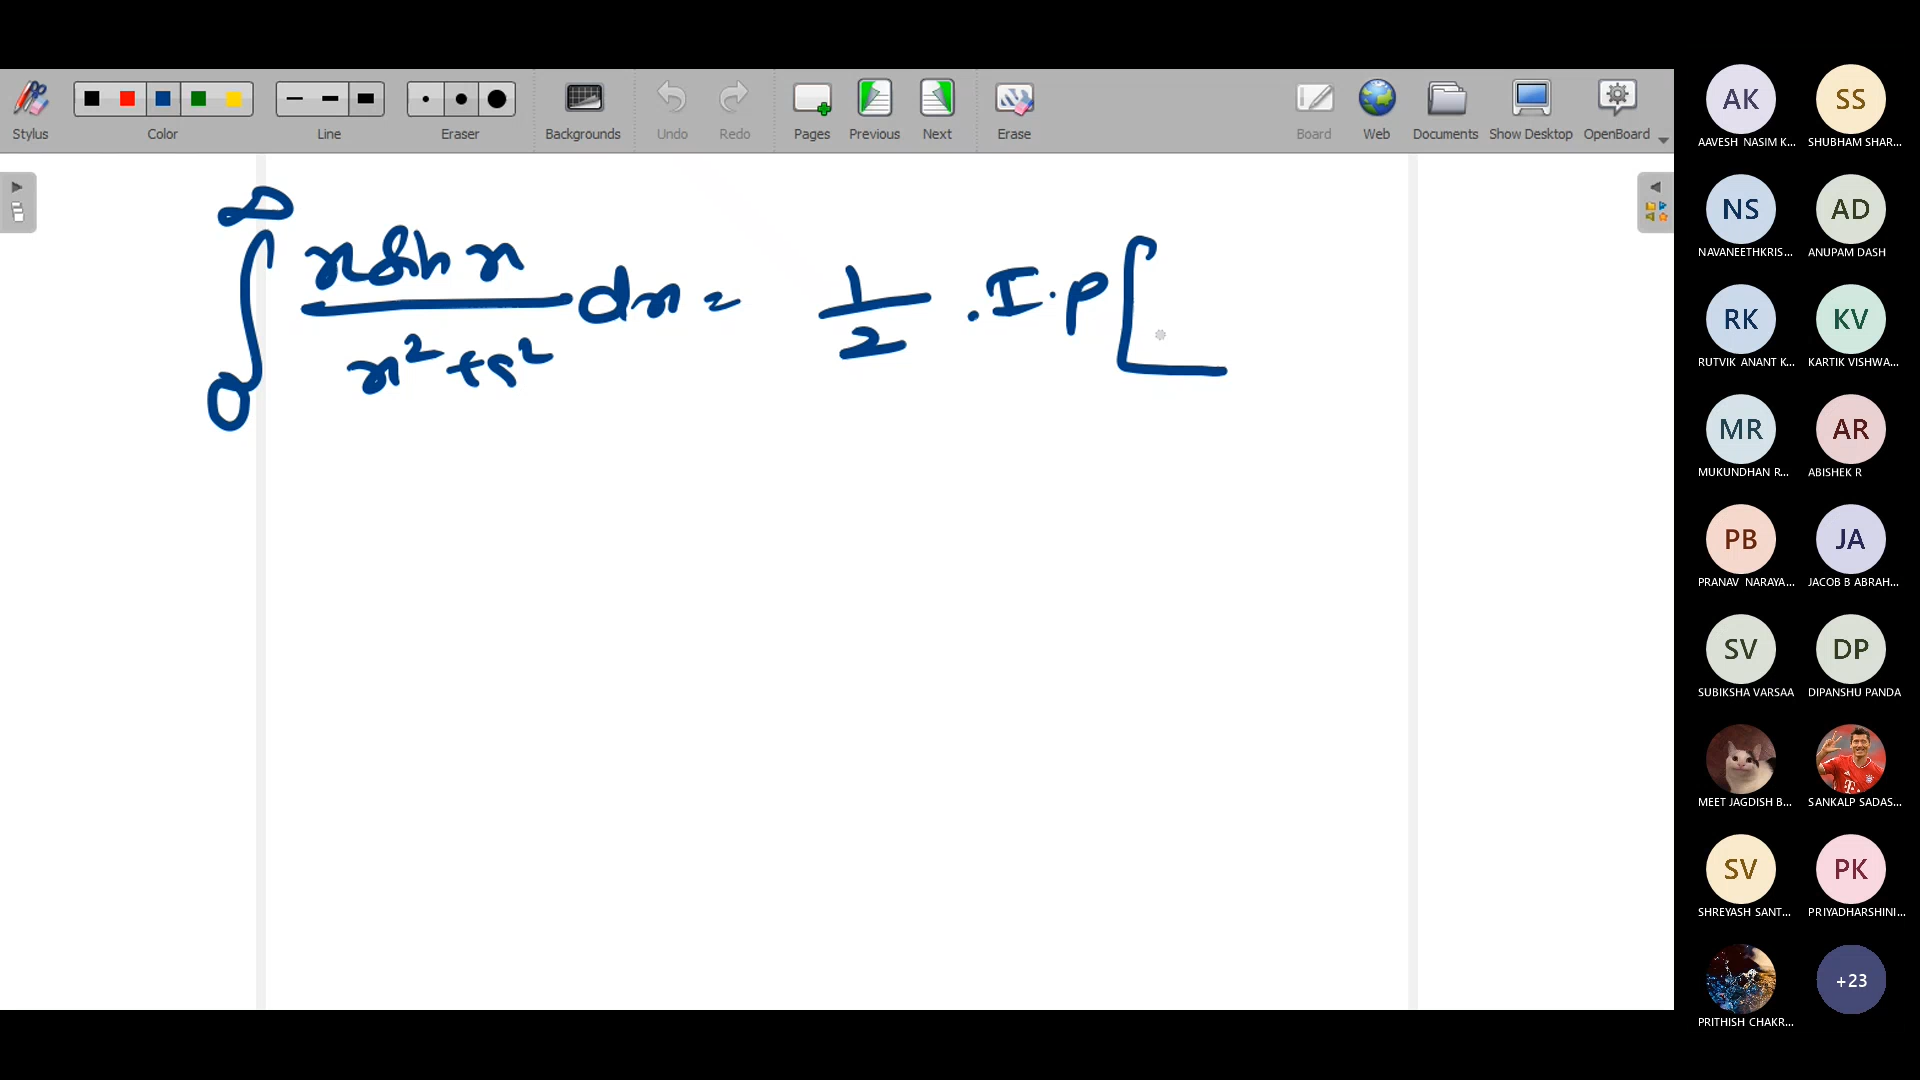 Stylus Color Line Eraser Backgrounds Undo Redo Pages Previous Next Erase Board Web Documents Show Desktop OpenBoard
∫₀^∞ x sin x / x² + s² dx = 1/2 . I.P [
AK SS
AAVESH NASIM K... SHUBHAM SHAR...
NS AD
NAVANEETHKRIS... ANUPAM DASH
RK KV
RUTVIK ANANT K... KARTIK VISHWA...
MR AR
MUKUNDHAN R... ABISHEK R
PB JA
PRANAV NARAYA... JACOB B ABRAH...
SV DP
SUBIKSHA VARSAA DIPANSHU PANDA
MEET JAGDISH B... SANKALP SADAS...
SV PK
SHREYASH SANT... PRIYADHARSHINI...
+23
PRITHISH CHAKR...